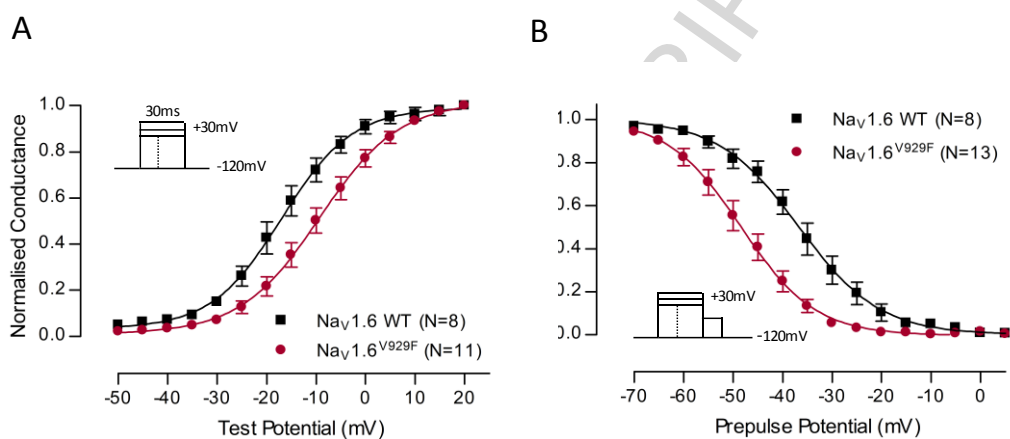 A
Normalised Conductance
1.0
0.8
0.6
0.4
0.2
0.0
30ms
+30mV
-120mV
NaV1.6 WT (N=8)
NaV1.6V929F (N=11)
-50 -40 -30 -20 -10 0 10 20
Test Potential (mV)
B
1.0
0.8
0.6
0.4
0.2
0.0
NaV1.6 WT (N=8)
NaV1.6V929F (N=13)
+30mV
-120mV
-70 -60 -50 -40 -30 -20 -10 0
Prepulse Potential (mV)